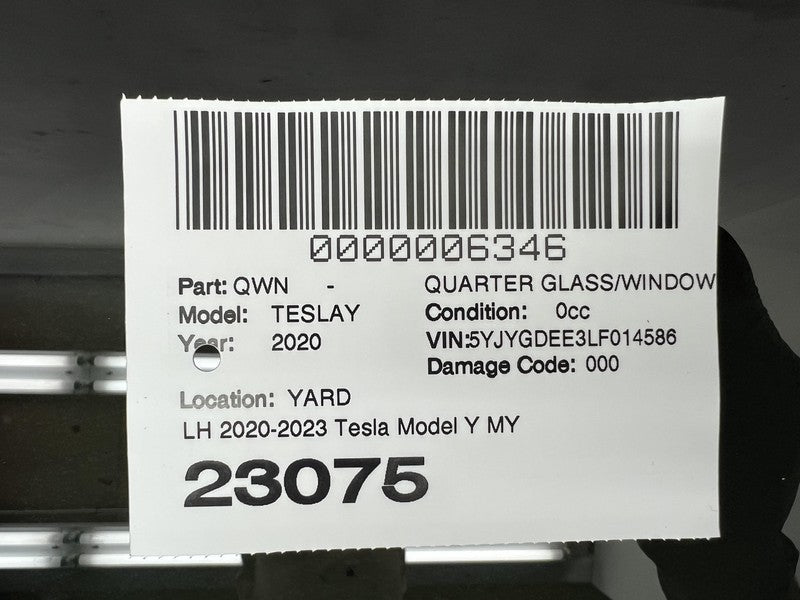 0000006346
Part: QWN - QUARTER GLASS/WINDOW
Model: TESLAY Condition: 0cc
Year: 2020 VIN:5YJYGDEE3LF014586
Damage Code: 000
Location: YARD
LH 2020-2023 Tesla Model Y MY
23075